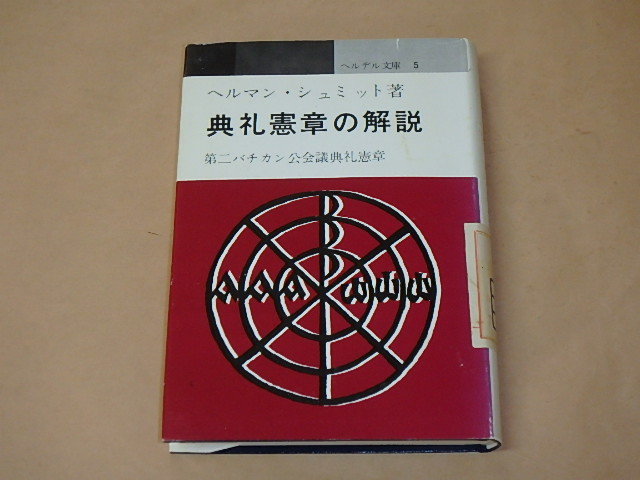 ヘルデル文庫 5
ヘルマン・シュミット著
典礼憲章の解説
第二バチカン公会議典礼憲章